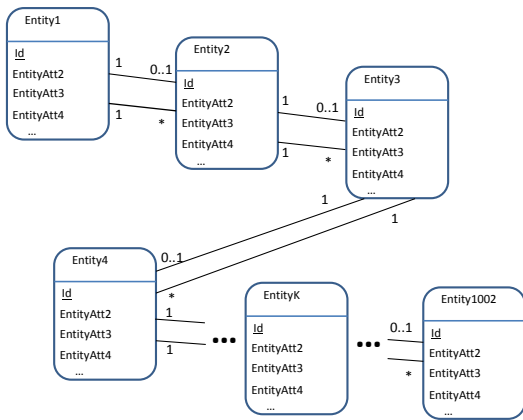 Entity1
Id
EntityAtt2
EntityAtt3
EntityAtt4
...
1
0..1
1
*
Entity2
Id
EntityAtt2
EntityAtt3
EntityAtt4
...
1
0..1
1
*
Entity3
Id
EntityAtt2
EntityAtt3
EntityAtt4
...
1
1
0..1
*
Entity4
Id
EntityAtt2
EntityAtt3
EntityAtt4
...
1
1
...
EntityK
Id
EntityAtt2
EntityAtt3
EntityAtt4
...
...
0..1
*
Entity1002
Id
EntityAtt2
EntityAtt3
EntityAtt4
...